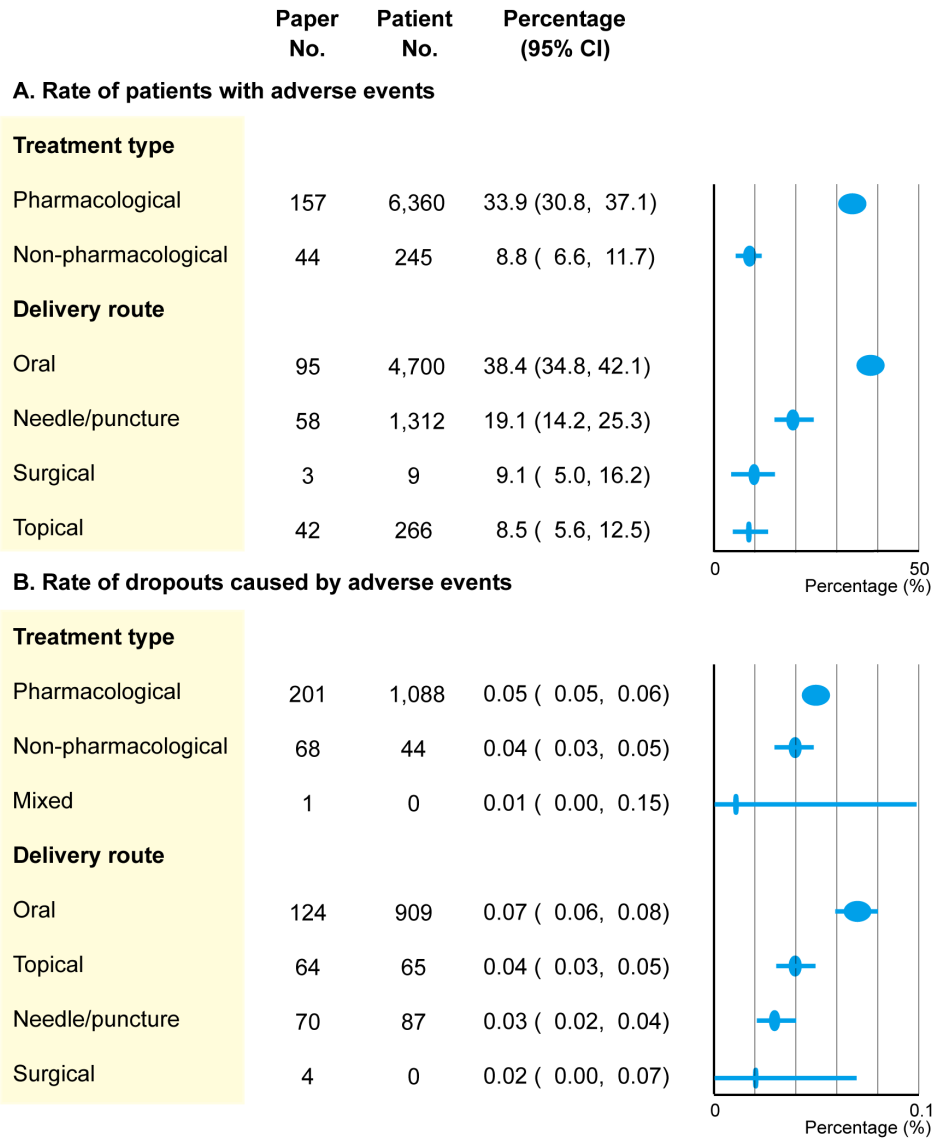 Paper Patient Percentage
No. No. (95% CI)
A. Rate of patients with adverse events
Treatment type
Pharmacological 157 6,360 33.9 (30.8, 37.1)
Non-pharmacological 44 245 8.8 ( 6.6, 11.7)
Delivery route
Oral 95 4,700 38.4 (34.8, 42.1)
Needle/puncture 58 1,312 19.1 (14.2, 25.3)
Surgical 3 9 9.1 ( 5.0, 16.2)
Topical 42 266 8.5 ( 5.6, 12.5)
0 50
Percentage (%)
B. Rate of dropouts caused by adverse events
Treatment type
Pharmacological 201 1,088 0.05 ( 0.05, 0.06)
Non-pharmacological 68 44 0.04 ( 0.03, 0.05)
Mixed 1 0 0.01 ( 0.00, 0.15)
Delivery route
Oral 124 909 0.07 ( 0.06, 0.08)
Topical 64 65 0.04 ( 0.03, 0.05)
Needle/puncture 70 87 0.03 ( 0.02, 0.04)
Surgical 4 0 0.02 ( 0.00, 0.07)
0 0.1
Percentage (%)